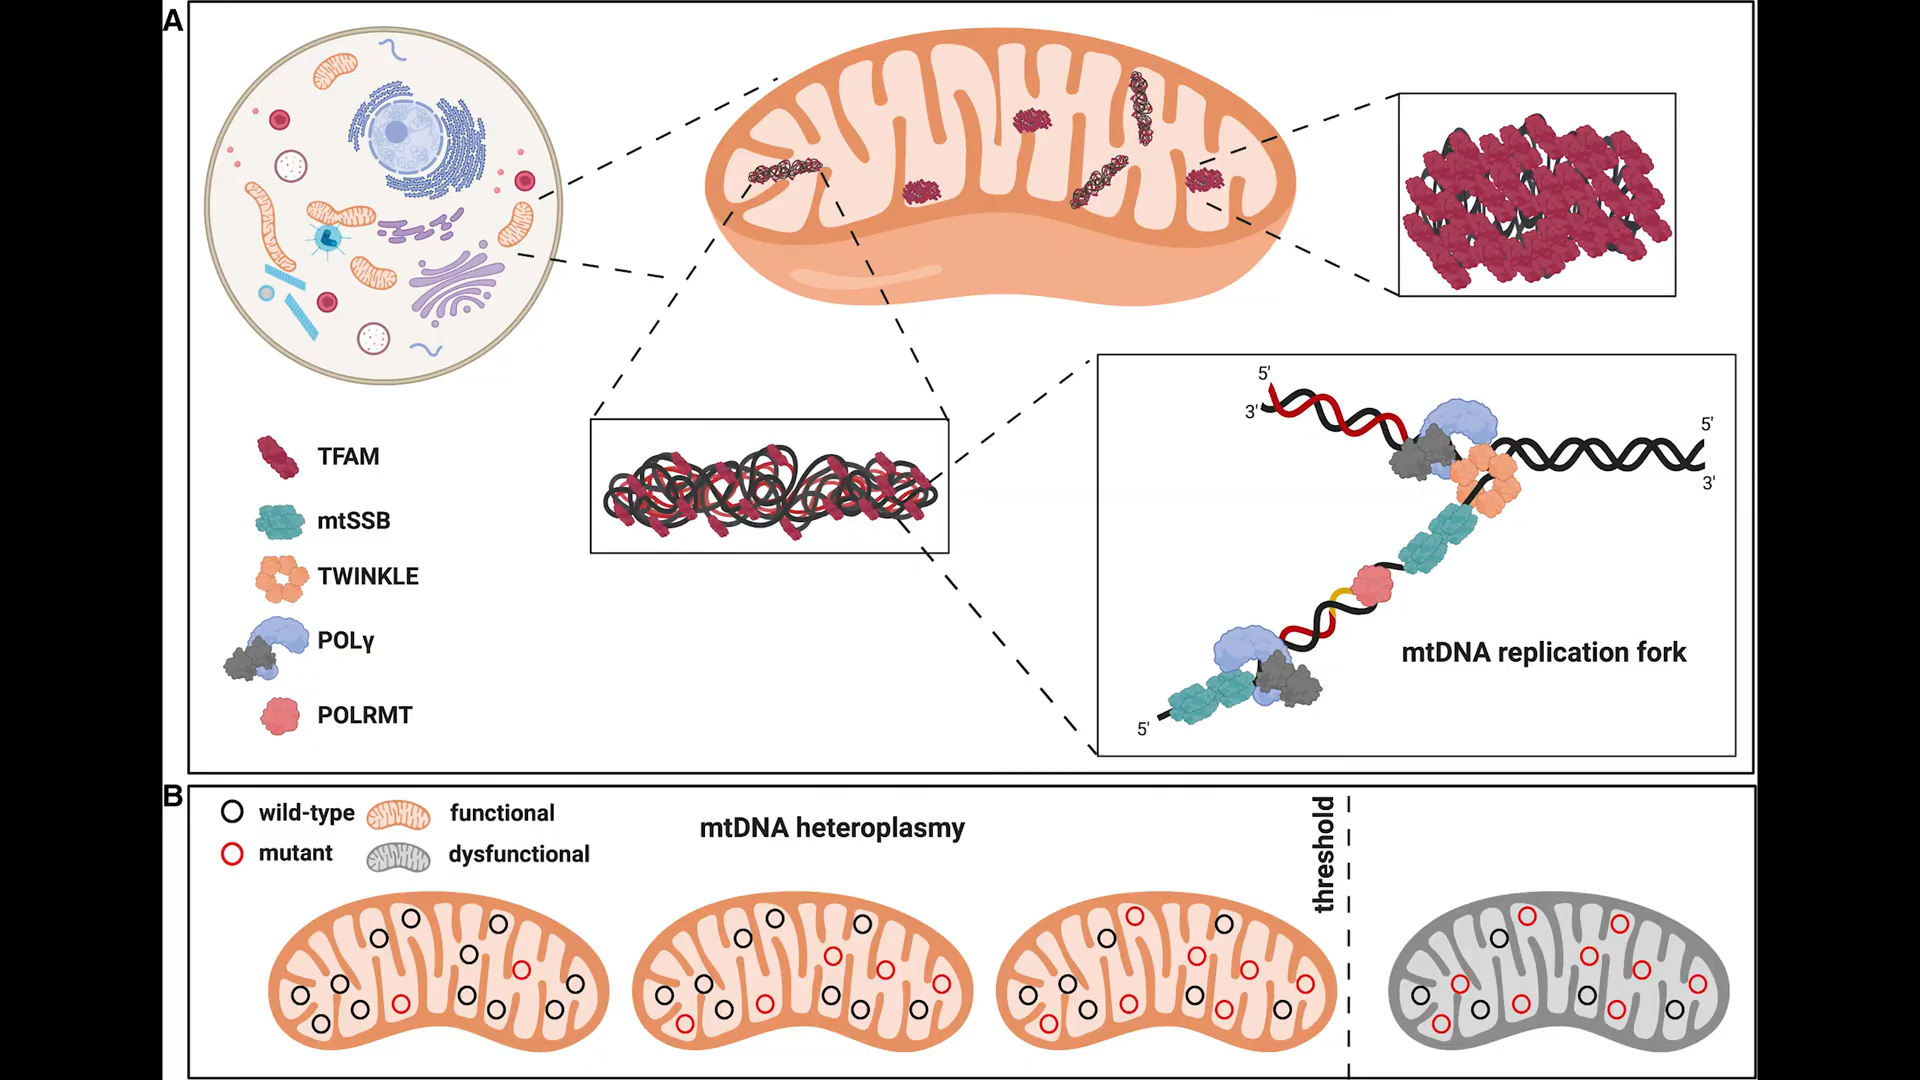 A
TFAM
mtSSB
TWINKLE
POLγ
POLRMT
5'
3'
5'
3'
mtDNA replication fork
5'
B
wild-type
functional
mutant
dysfunctional
mtDNA heteroplasmy
threshold